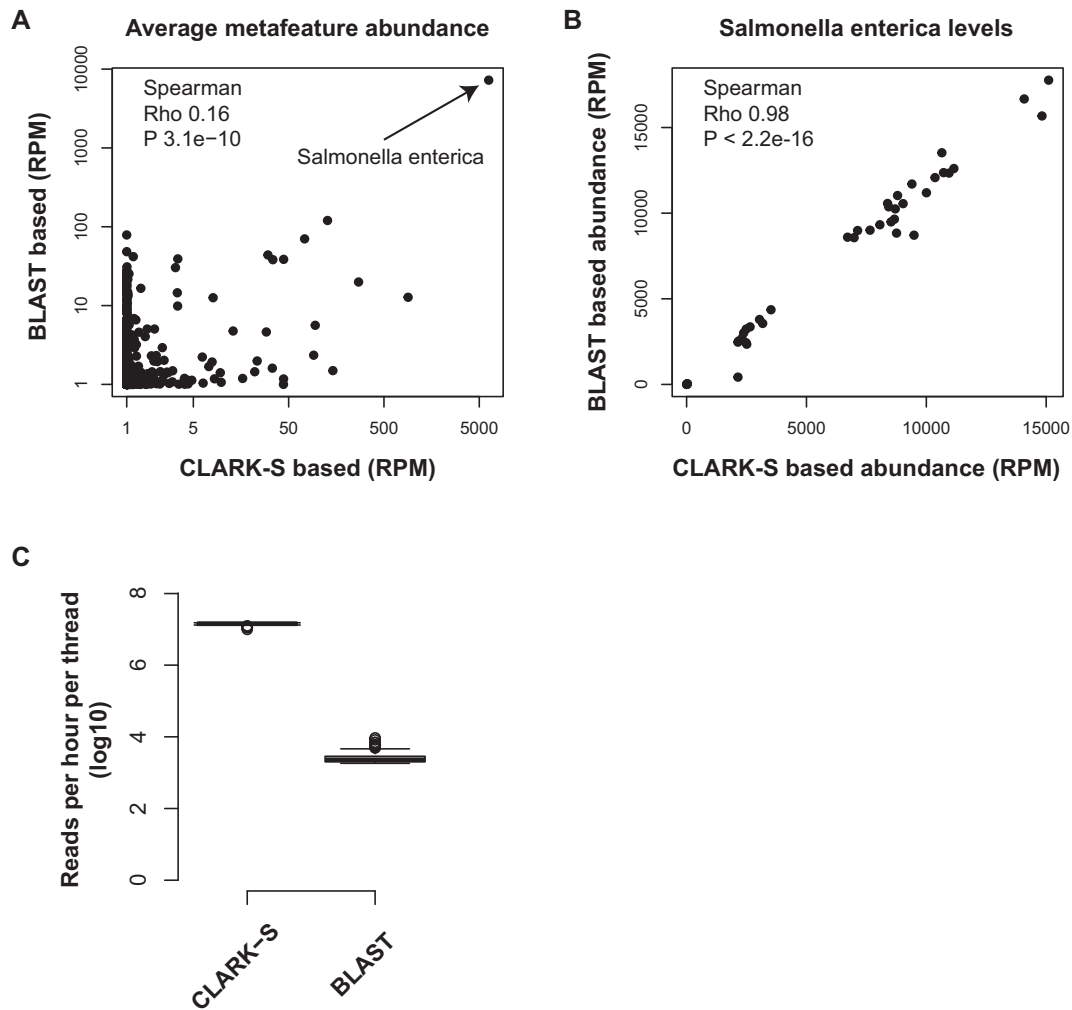 A
Average metafeature abundance
BLAST based (RPM)
10000
1000
100
10
1
Spearman
Rho 0.16
P 3.1e−10
Salmonella enterica
1
5
50
500
5000
CLARK-S based (RPM)
B
Salmonella enterica levels
BLAST based abundance (RPM)
15000
10000
5000
0
Spearman
Rho 0.98
P < 2.2e-16
0
5000
10000
15000
CLARK-S based abundance (RPM)
C
Reads per hour per thread
(log10)
8
6
4
2
0
CLARK−S
BLAST